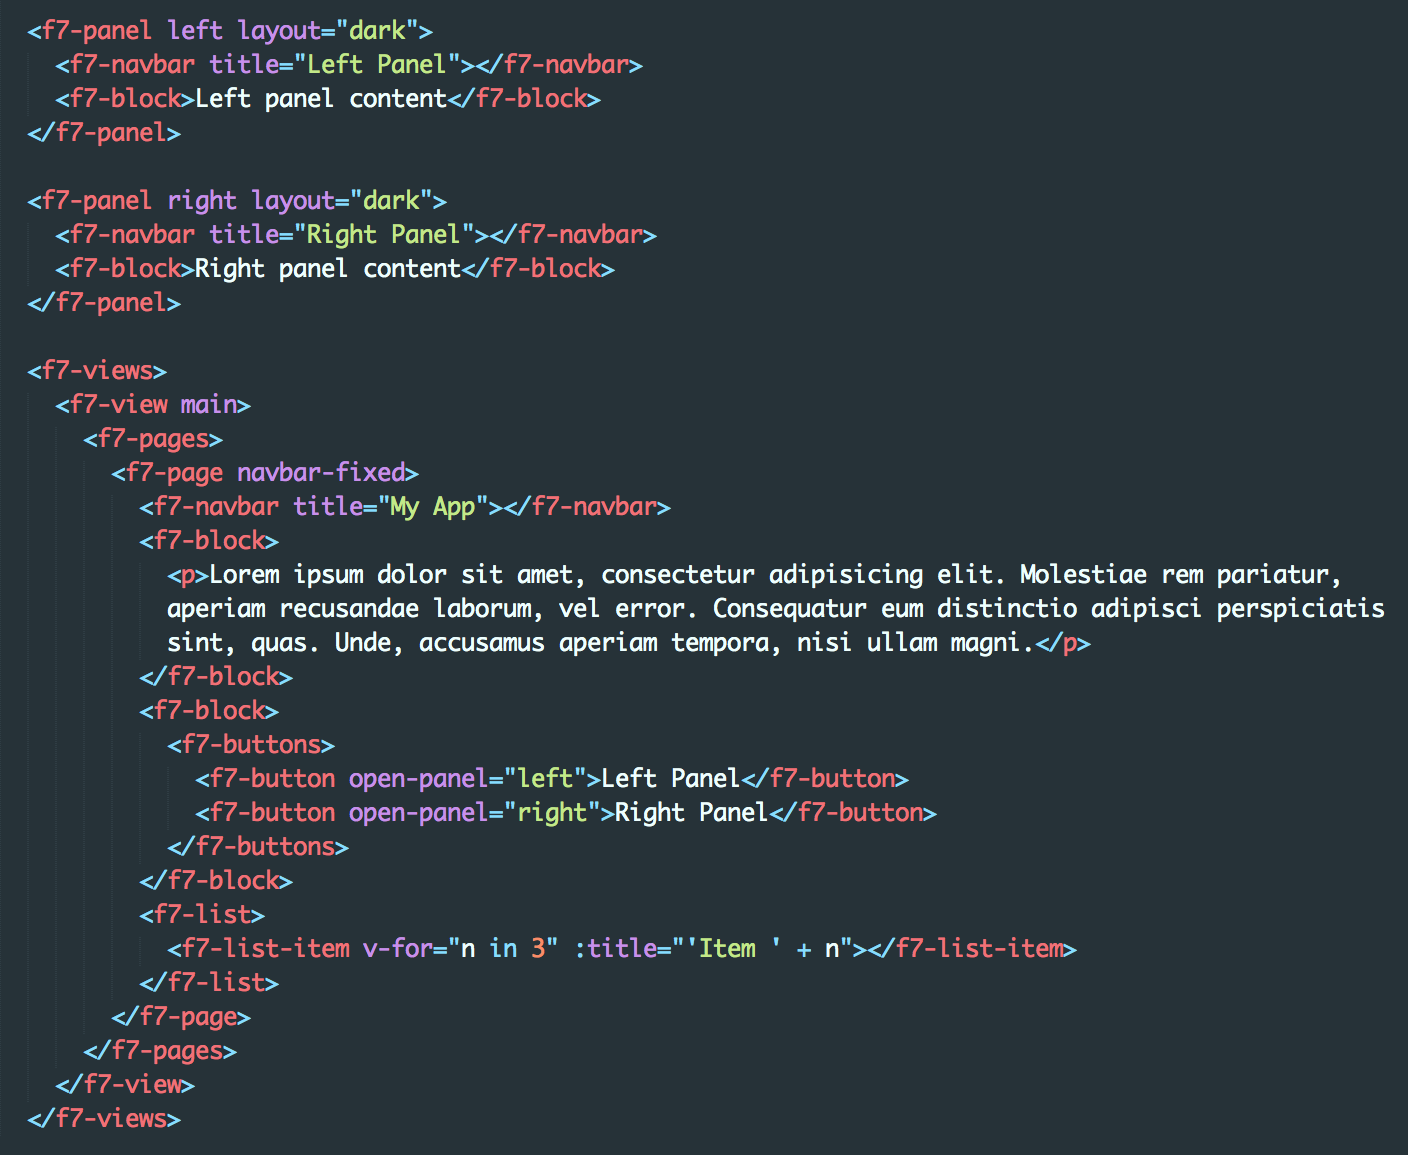 <f7-panel left layout="dark">
  <f7-navbar title="Left Panel"></f7-navbar>
  <f7-block>Left panel content</f7-block>
</f7-panel>

<f7-panel right layout="dark">
  <f7-navbar title="Right Panel"></f7-navbar>
  <f7-block>Right panel content</f7-block>
</f7-panel>

<f7-views>
  <f7-view main>
    <f7-pages>
      <f7-page navbar-fixed>
        <f7-navbar title="My App"></f7-navbar>
        <f7-block>
          <p>Lorem ipsum dolor sit amet, consectetur adipisicing elit. Molestiae rem pariatur,
          aperiam recusandae laborum, vel error. Consequatur eum distinctio adipisci perspiciatis
          sint, quas. Unde, accusamus aperiam tempora, nisi ullam magni.</p>
        </f7-block>
        <f7-block>
          <f7-buttons>
            <f7-button open-panel="left">Left Panel</f7-button>
            <f7-button open-panel="right">Right Panel</f7-button>
          </f7-buttons>
        </f7-block>
        <f7-list>
          <f7-list-item v-for="n in 3" :title="'Item ' + n"></f7-list-item>
        </f7-list>
      </f7-page>
    </f7-pages>
  </f7-view>
</f7-views>